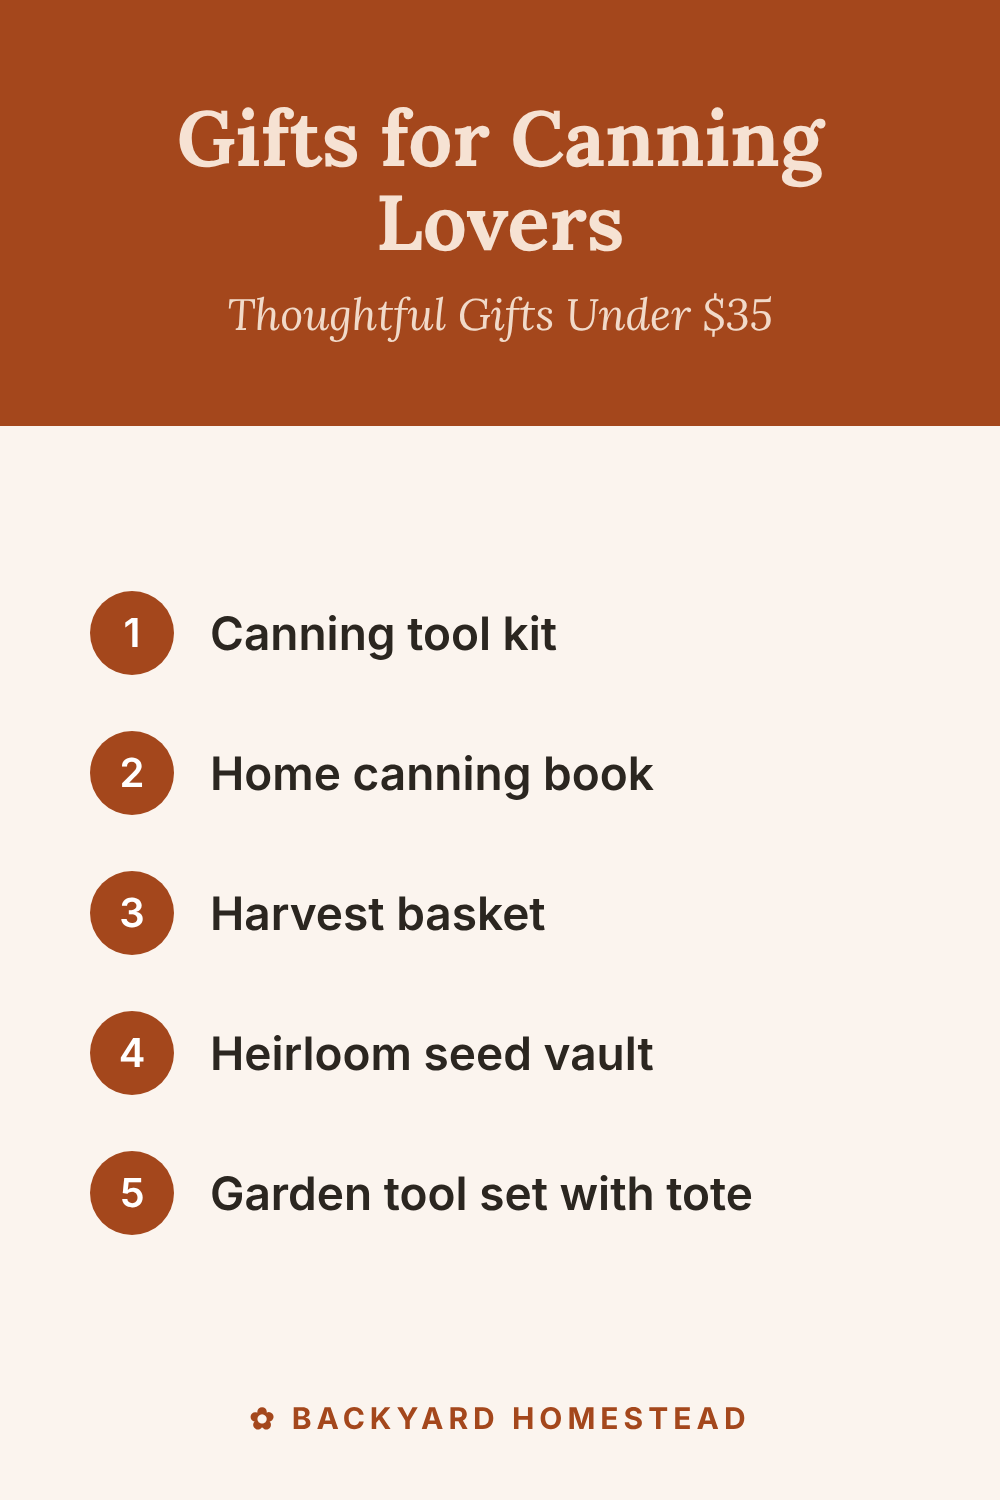 Gifts for Canning
Lovers
Thoughtful Gifts Under $35
1 Canning tool kit
2 Home canning book
3 Harvest basket
4 Heirloom seed vault
5 Garden tool set with tote
✿ BACKYARD HOMESTEAD